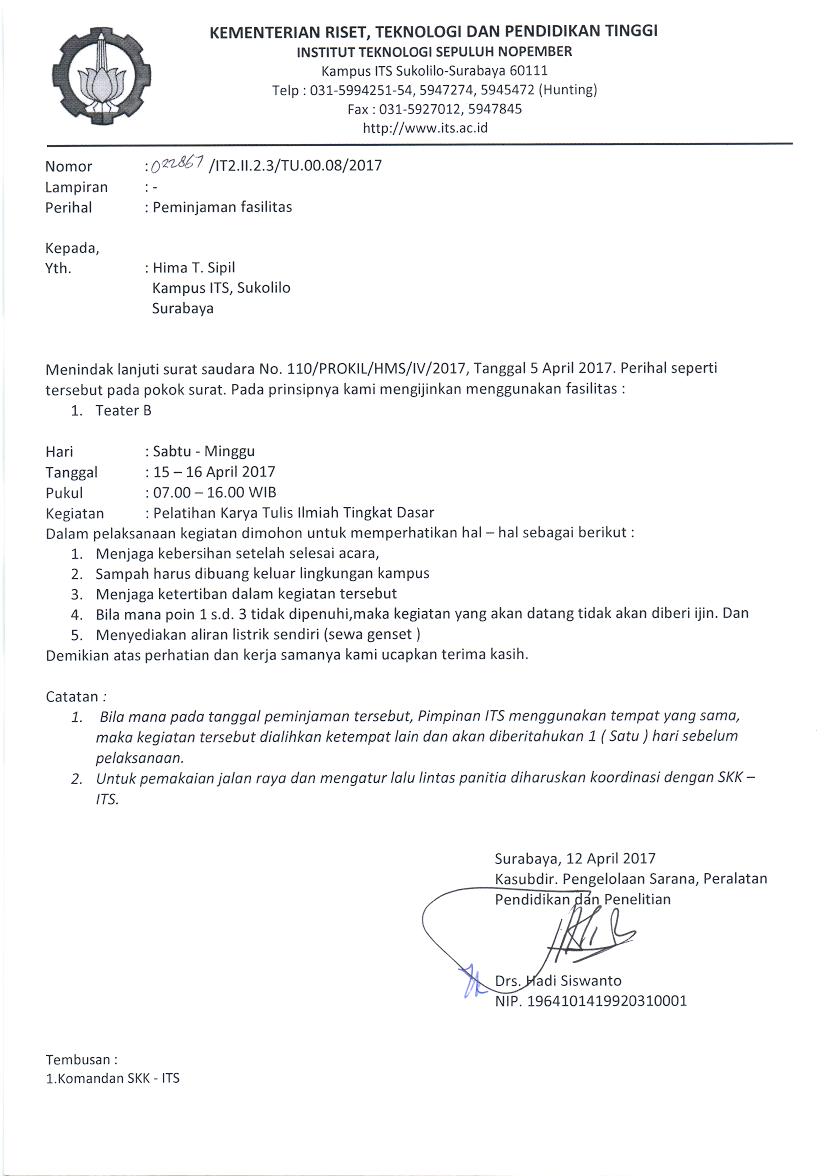 KEMENTERIAN RISET, TEKNOLOGI DAN PENDIDIKAN TINGGI
INSTITUT TEKNOLOGI SEPULUH NOPEMBER
Kampus ITS Sukolilo-Surabaya 60111
Telp : 031-5994251-54, 5947274, 5945472 (Hunting)
Fax : 031-5927012, 5947845
http://www.its.ac.id
Nomor : 022867 /IT2.II.2.3/TU.00.08/2017
Lampiran : -
Perihal : Peminjaman fasilitas
Kepada,
Yth. : Hima T. Sipil
Kampus ITS, Sukolilo
Surabaya
Menindak lanjuti surat saudara No. 110/PROKIL/HMS/IV/2017, Tanggal 5 April 2017. Perihal seperti
tersebut pada pokok surat. Pada prinsipnya kami mengijinkan menggunakan fasilitas :
1. Teater B
Hari : Sabtu - Minggu
Tanggal : 15 – 16 April 2017
Pukul : 07.00 – 16.00 WIB
Kegiatan : Pelatihan Karya Tulis Ilmiah Tingkat Dasar
Dalam pelaksanaan kegiatan dimohon untuk memperhatikan hal – hal sebagai berikut :
1. Menjaga kebersihan setelah selesai acara,
2. Sampah harus dibuang keluar lingkungan kampus
3. Menjaga ketertiban dalam kegiatan tersebut
4. Bila mana poin 1 s.d. 3 tidak dipenuhi,maka kegiatan yang akan datang tidak akan diberi ijin. Dan
5. Menyediakan aliran listrik sendiri (sewa genset )
Demikian atas perhatian dan kerja samanya kami ucapkan terima kasih.
Catatan :
1. Bila mana pada tanggal peminjaman tersebut, Pimpinan ITS menggunakan tempat yang sama,
maka kegiatan tersebut dialihkan ketempat lain dan akan diberitahukan 1 ( Satu ) hari sebelum
pelaksanaan.
2. Untuk pemakaian jalan raya dan mengatur lalu lintas panitia diharuskan koordinasi dengan SKK –
ITS.
Surabaya, 12 April 2017
Kasubdir. Pengelolaan Sarana, Peralatan
Pendidikan dan Penelitian
Drs. Hadi Siswanto
NIP. 1964101419920310001
Tembusan :
1.Komandan SKK - ITS